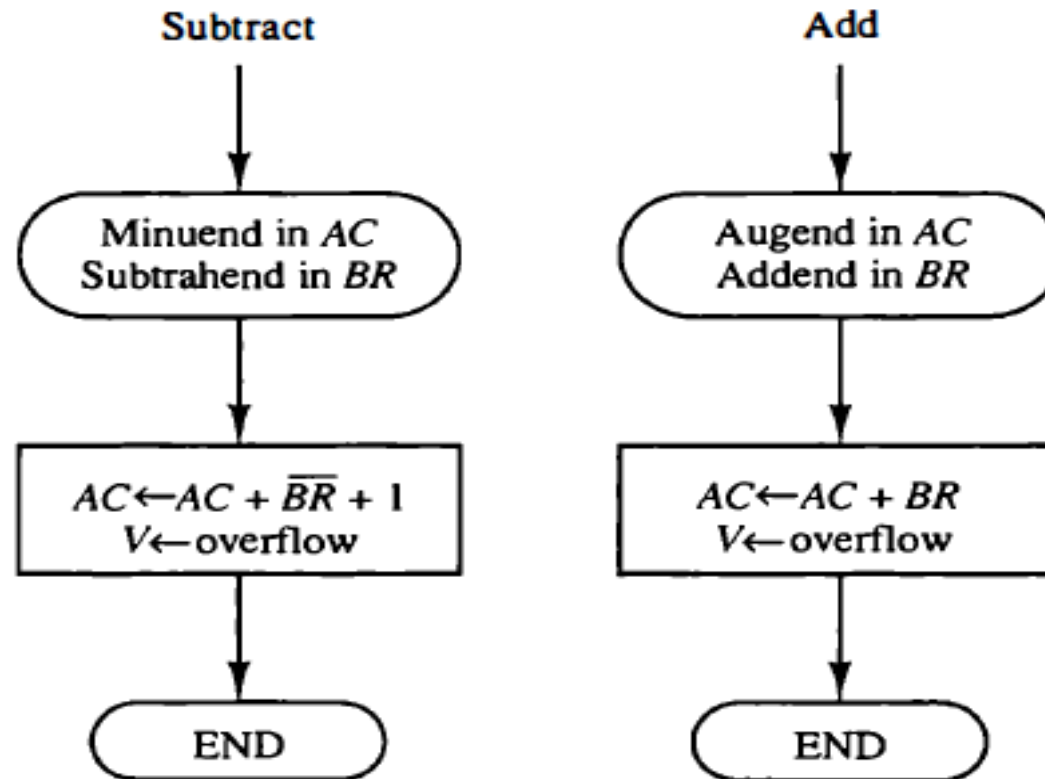 Subtract
Minuend in AC
Subtrahend in BR
AC←AC + B̅R̅ + 1
V←overflow
END
Add
Augend in AC
Addend in BR
AC←AC + BR
V←overflow
END